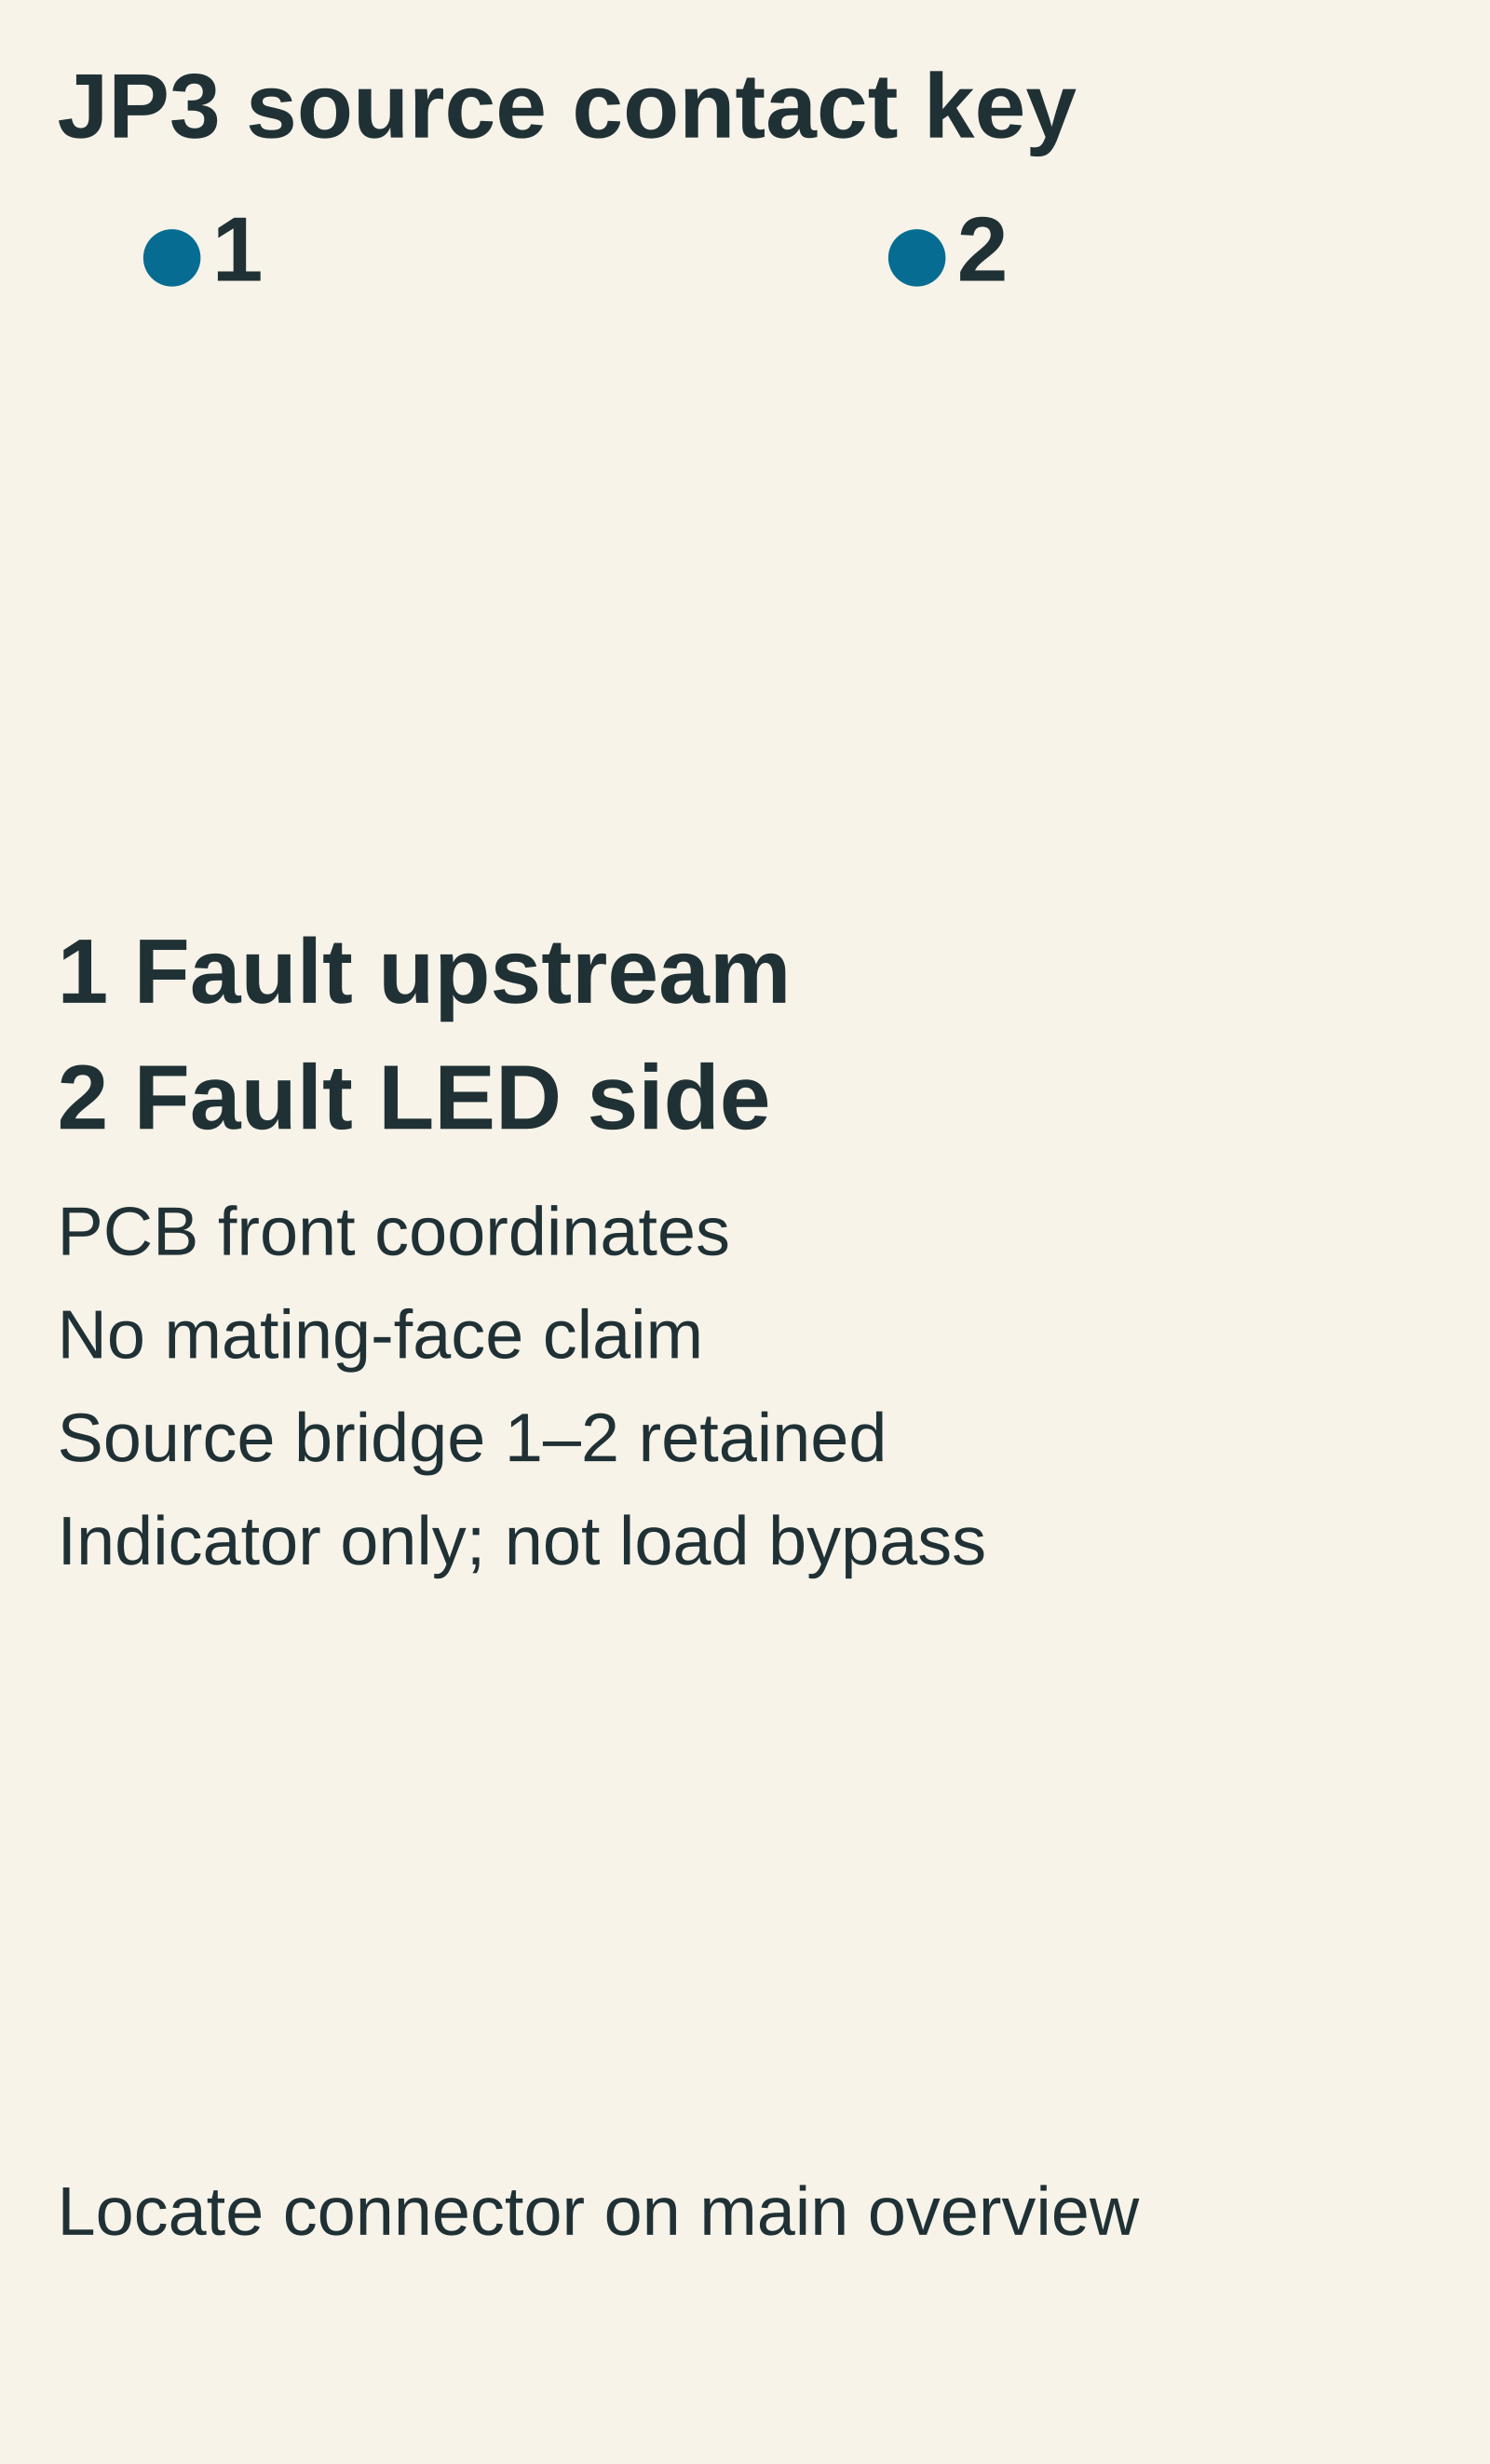 JP3 source contact key
1 2
1 Fault upstream
2 Fault LED side
PCB front coordinates
No mating-face claim
Source bridge 1–2 retained
Indicator only; not load bypass
Locate connector on main overview